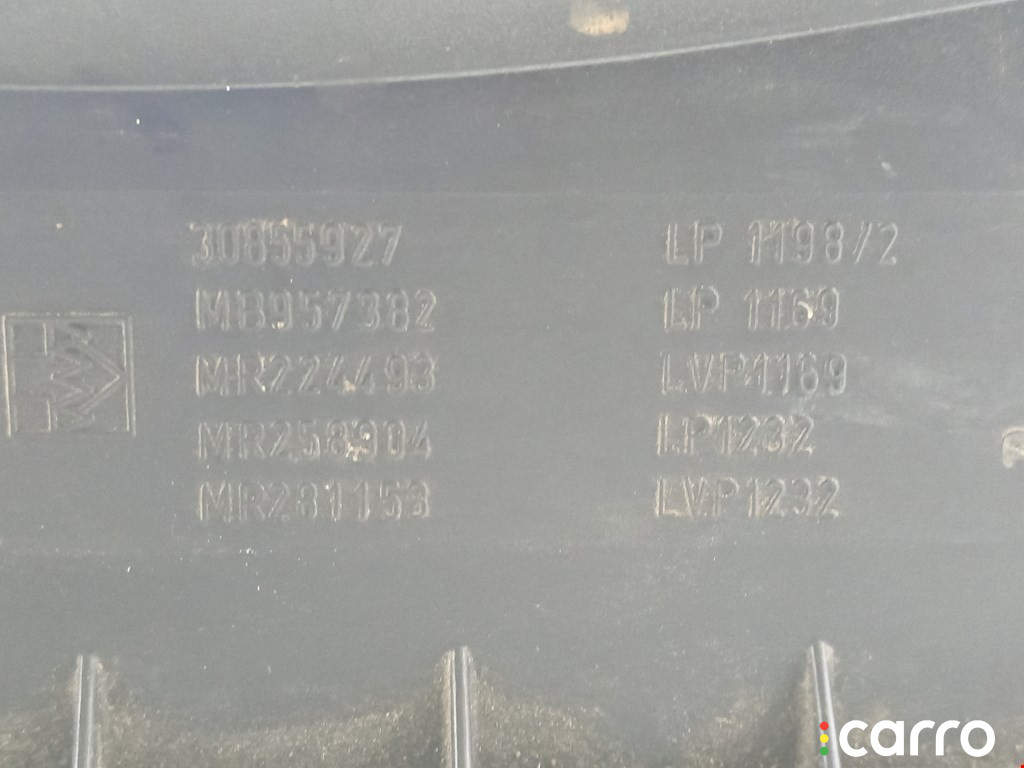 30855927
MB957382
MR224493
MR258904
MR281153
LP 1198/2
LP 1169
LVP1169
LP1232
LVP1232
carro